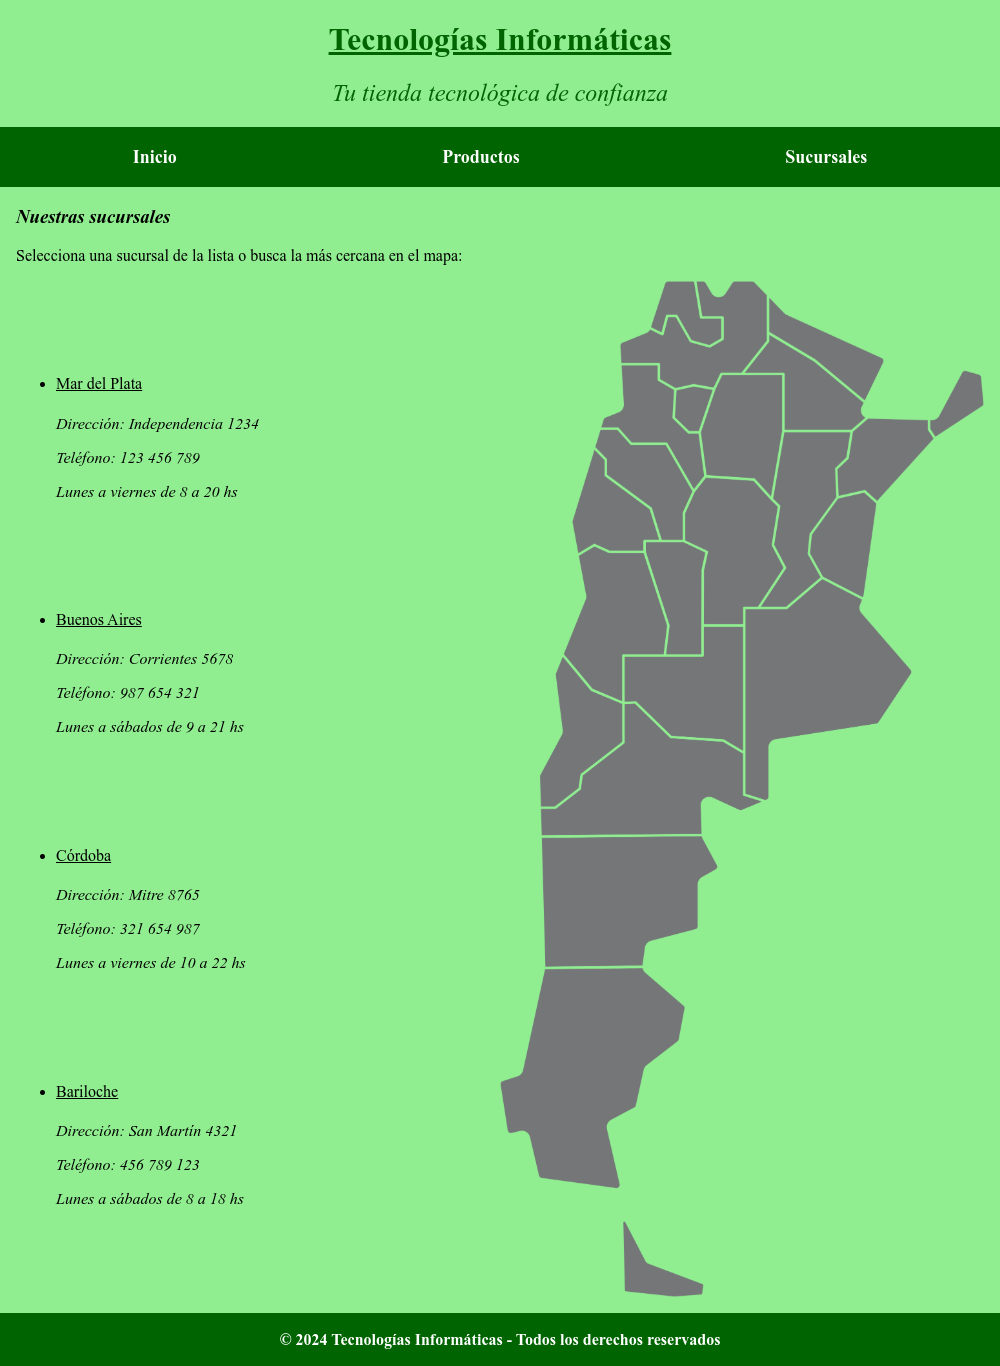 Tecnologías Informáticas
Tu tienda tecnológica de confianza
Inicio
Productos
Sucursales
Nuestras sucursales
Selecciona una sucursal de la lista o busca la más cercana en el mapa:
Mar del Plata
Dirección: Independencia 1234
Teléfono: 123 456 789
Lunes a viernes de 8 a 20 hs
Buenos Aires
Dirección: Corrientes 5678
Teléfono: 987 654 321
Lunes a sábados de 9 a 21 hs
Córdoba
Dirección: Mitre 8765
Teléfono: 321 654 987
Lunes a viernes de 10 a 22 hs
Bariloche
Dirección: San Martín 4321
Teléfono: 456 789 123
Lunes a sábados de 8 a 18 hs
© 2024 Tecnologías Informáticas - Todos los derechos reservados